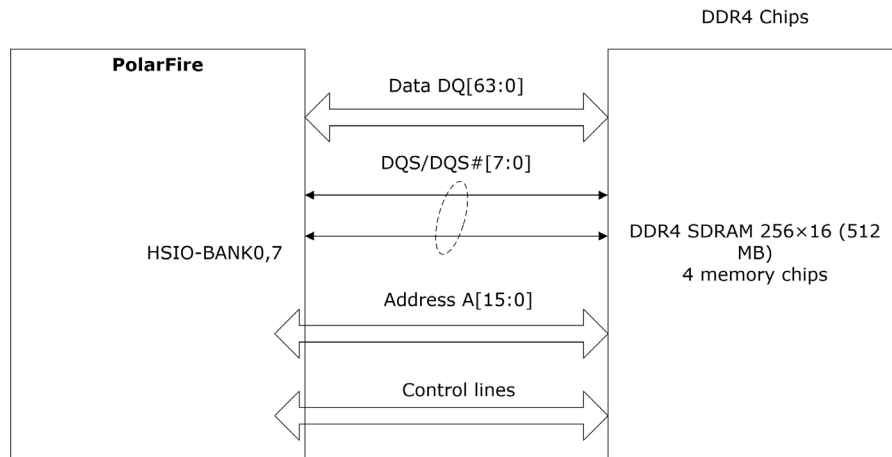 DDR4 Chips
PolarFire
Data DQ[63:0]
DQS/DQS#[7:0]
HSIO-BANK0,7
DDR4 SDRAM 256×16 (512
MB)
4 memory chips
Address A[15:0]
Control lines